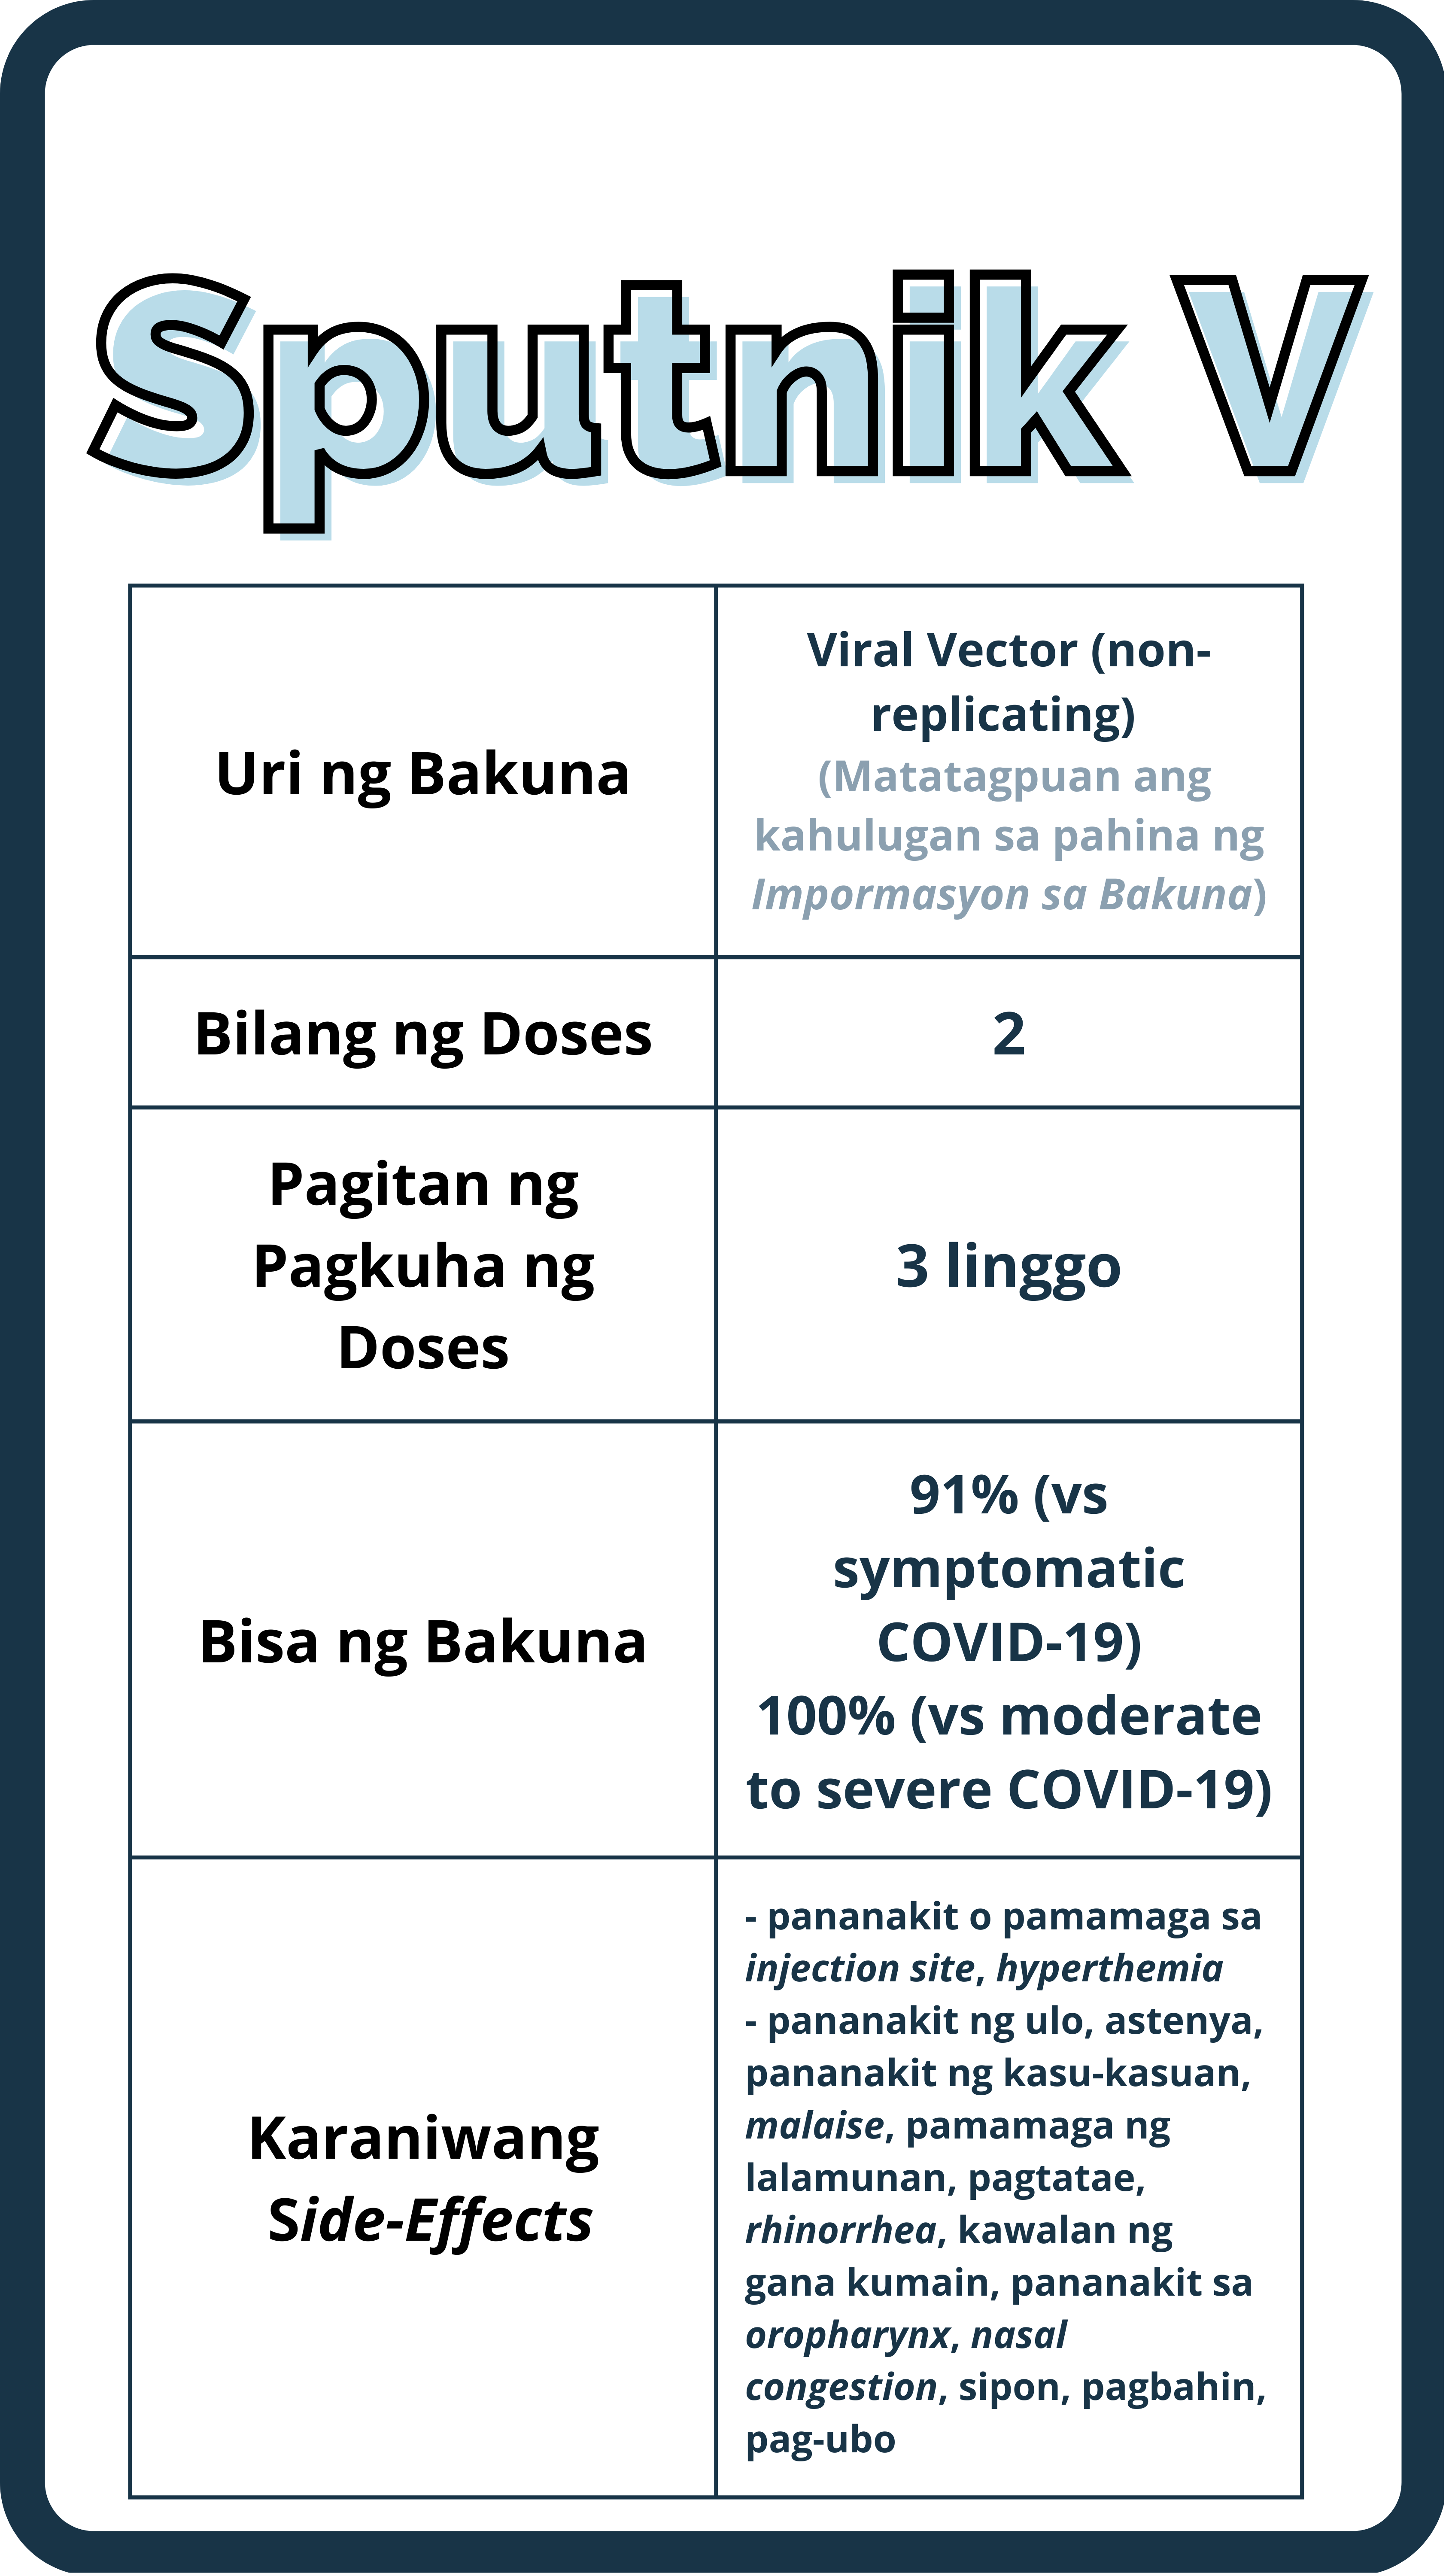 Sputnik V
Uri ng Bakuna
Viral Vector (non-
replicating)
(Matatagpuan ang
kahulugan sa pahina ng
Impormasyon sa Bakuna)
Bilang ng Doses
2
Pagitan ng
Pagkuha ng
Doses
3 linggo
Bisa ng Bakuna
91% (vs
symptomatic
COVID-19)
100% (vs moderate
to severe COVID-19)
Karaniwang
Side-Effects
- pananakit o pamamaga sa
injection site, hyperthemia
- pananakit ng ulo, astenya,
pananakit ng kasu-kasuan,
malaise, pamamaga ng
lalamunan, pagtatae,
rhinorrhea, kawalan ng
gana kumain, pananakit sa
oropharynx, nasal
congestion, sipon, pagbahin,
pag-ubo